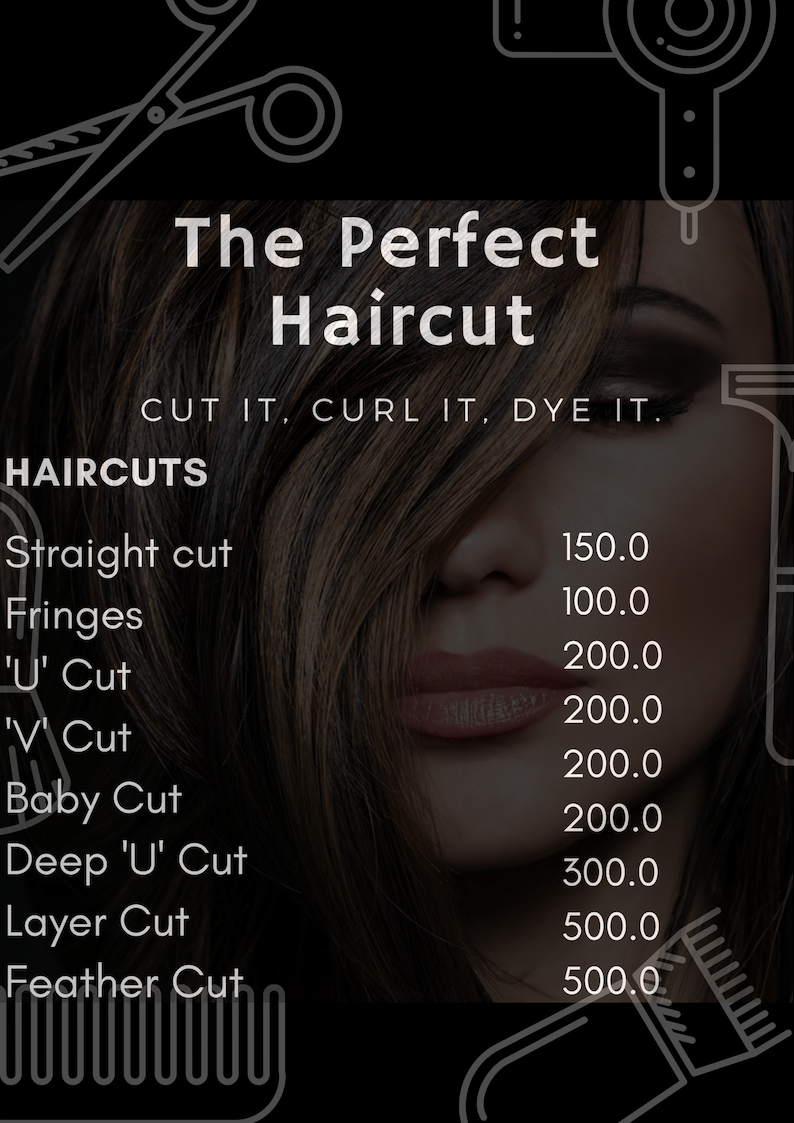 The Perfect
Haircut
CUT IT, CURL IT, DYE IT.
HAIRCUTS
Straight cut 150.0
Fringes 100.0
'U' Cut 200.0
'V' Cut 200.0
Baby Cut 200.0
Deep 'U' Cut 200.0
Layer Cut 300.0
Feather Cut 500.0
500.0